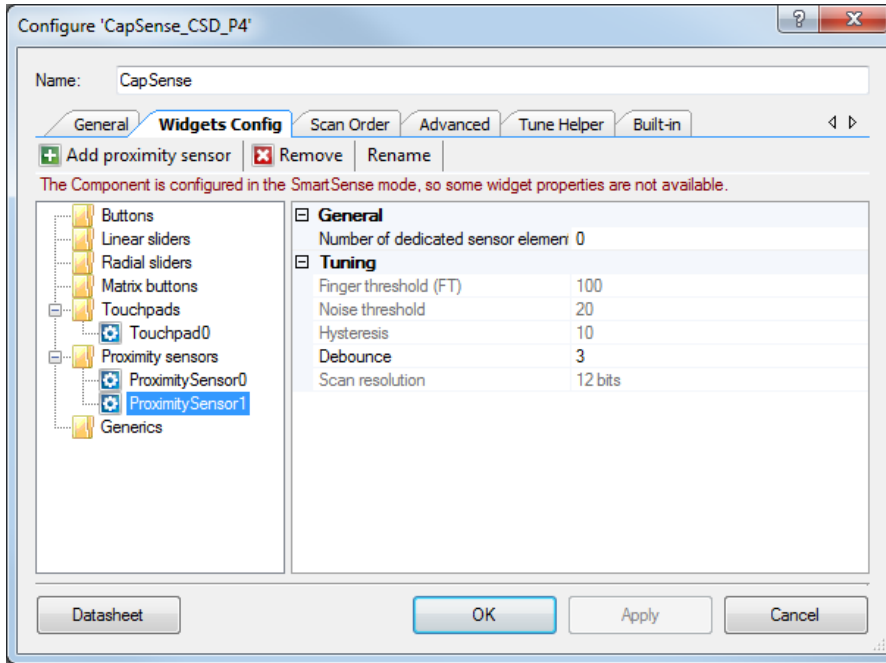 Configure 'CapSense_CSD_P4'
Name: CapSense
General Widgets Config Scan Order Advanced Tune Helper Built-in
Add proximity sensor Remove Rename
The Component is configured in the SmartSense mode, so some widget properties are not available.
Buttons
Linear sliders
Radial sliders
Matrix buttons
Touchpads
Touchpad0
Proximity sensors
ProximitySensor0
ProximitySensor1
Generics
General
Number of dedicated sensor element 0
Tuning
Finger threshold (FT) 100
Noise threshold 20
Hysteresis 10
Debounce 3
Scan resolution 12 bits
Datasheet OK Apply Cancel